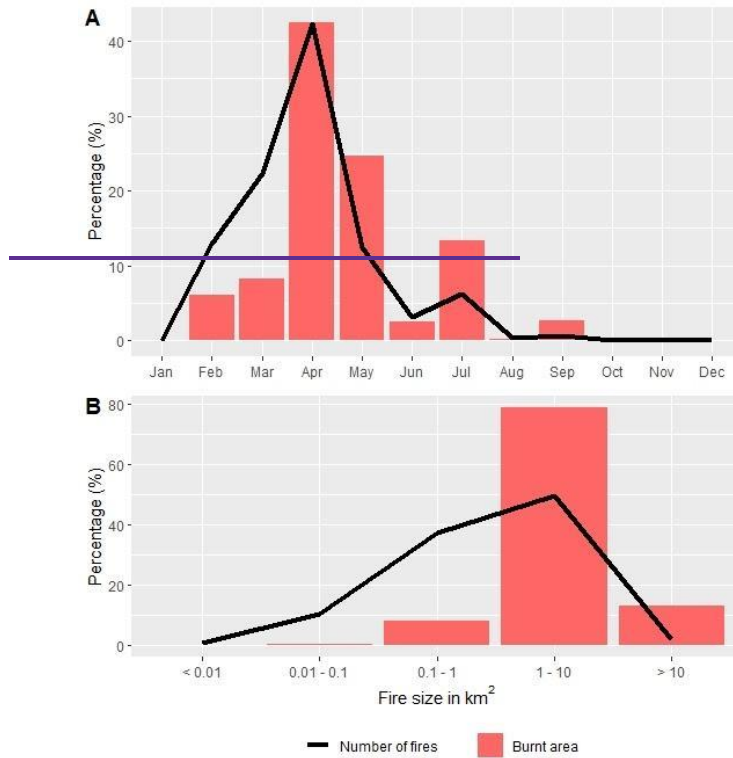 A
Percentage (%)
40
30
20
10
0
Jan Feb Mar Apr May Jun Jul Aug Sep Oct Nov Dec
B
Percentage (%)
80
60
40
20
0
< 0.01 0.01 - 0.1 0.1 - 1 1 - 10 > 10
Fire size in km²
Number of fires Burnt area